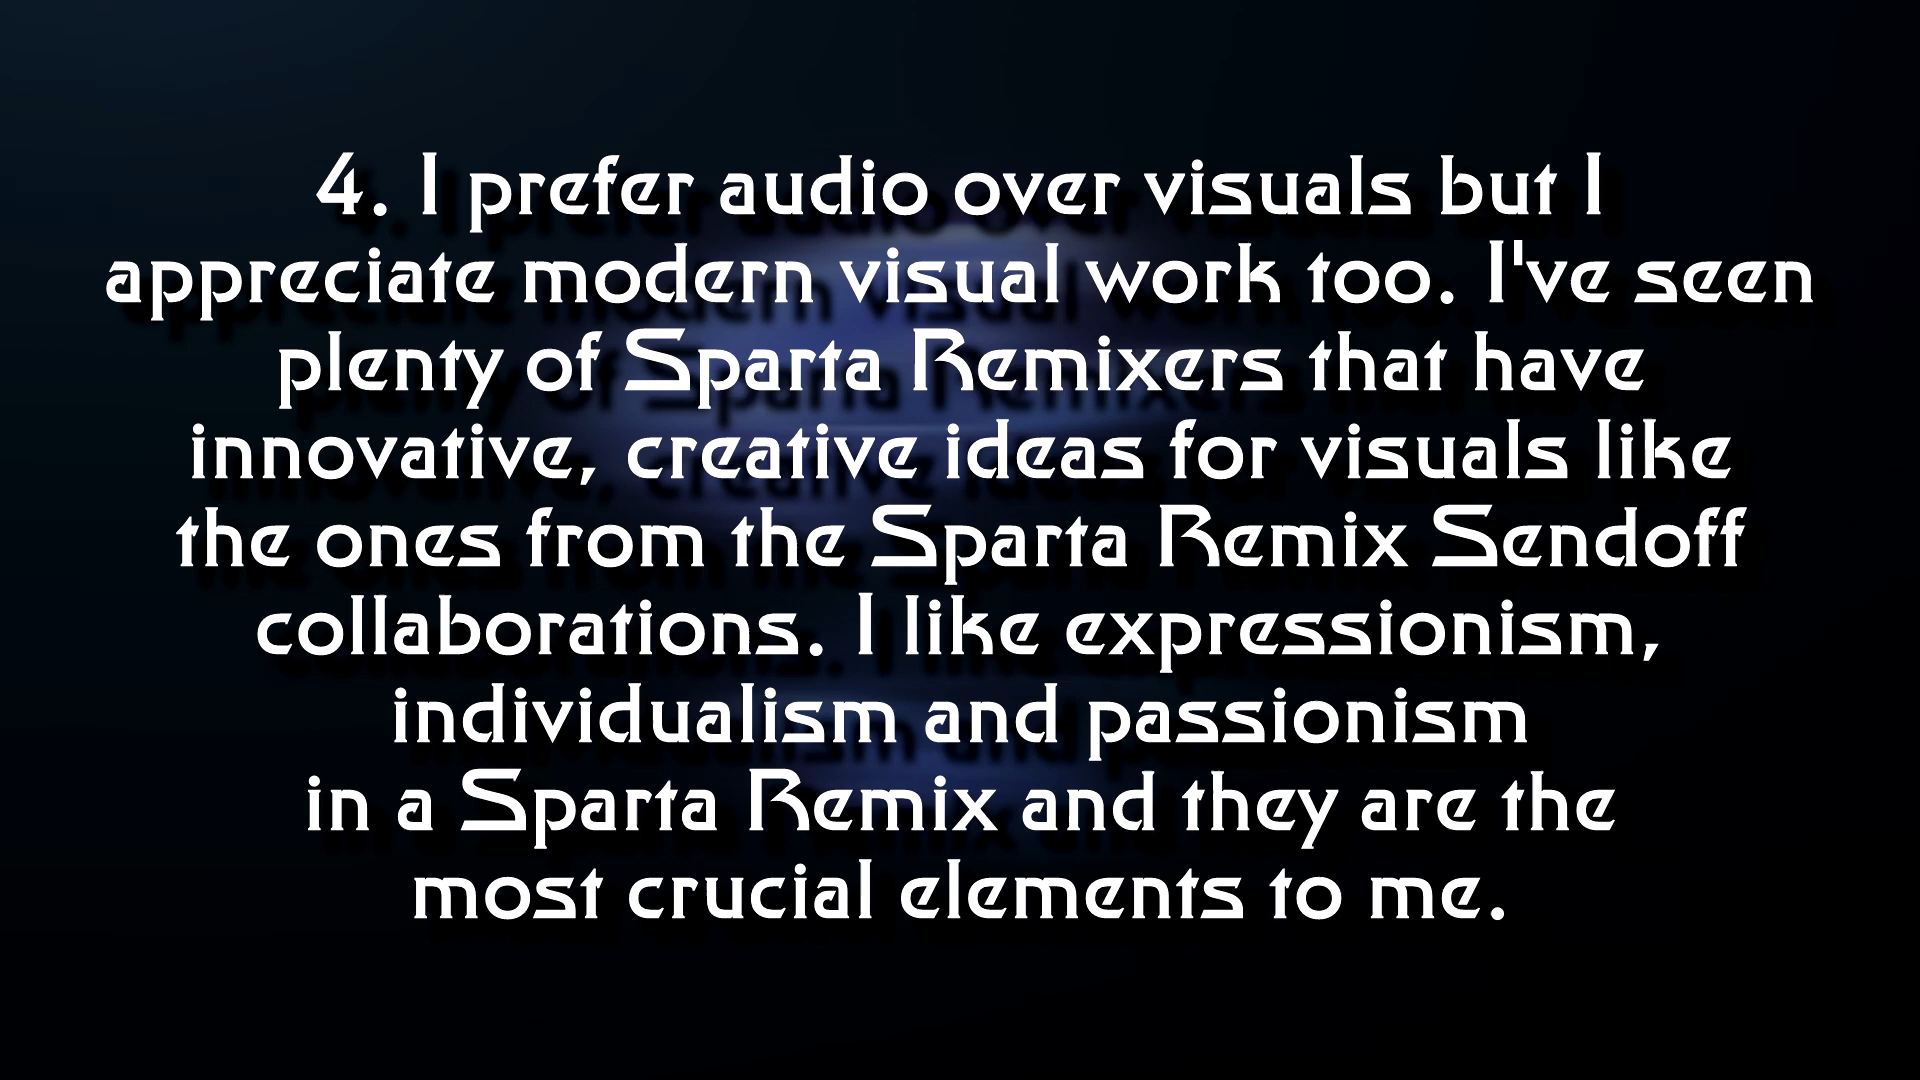 4. I prefer audio over visuals but I
appreciate modern visual work too. I've seen
plenty of Sparta Remixers that have
innovative, creative ideas for visuals like
the ones from the Sparta Remix Sendoff
collaborations. I like expressionism,
individualism and passionism
in a Sparta Remix and they are the
most crucial elements to me.